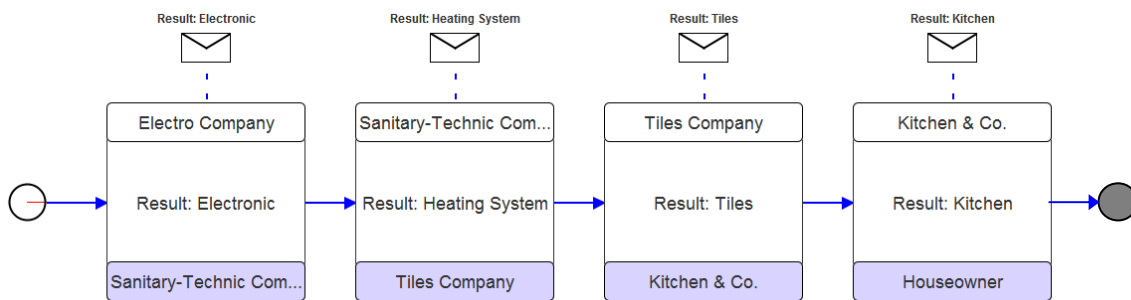 Result: Electronic
Result: Heating System
Result: Tiles
Result: Kitchen
Electro Company
Sanitary-Technic Com...
Tiles Company
Kitchen & Co.
Result: Electronic
Result: Heating System
Result: Tiles
Result: Kitchen
Sanitary-Technic Com...
Tiles Company
Kitchen & Co.
Houseowner